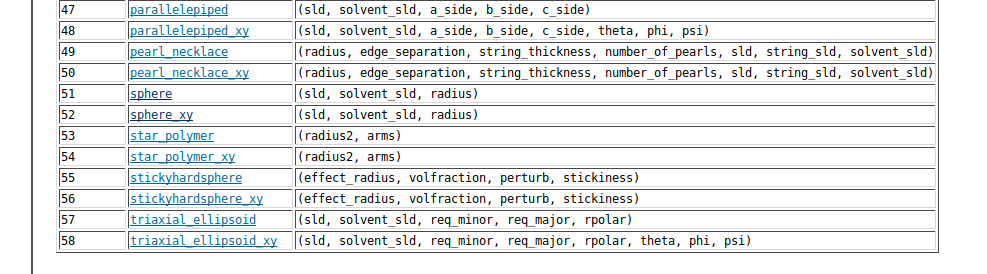 47 parallelepiped (sld, solvent_sld, a_side, b_side, c_side)
48 parallelepiped_xy (sld, solvent_sld, a_side, b_side, c_side, theta, phi, psi)
49 pearl_necklace (radius, edge_separation, string_thickness, number_of_pearls, sld, string_sld, solvent_sld)
50 pearl_necklace_xy (radius, edge_separation, string_thickness, number_of_pearls, sld, string_sld, solvent_sld)
51 sphere (sld, solvent_sld, radius)
52 sphere_xy (sld, solvent_sld, radius)
53 star_polymer (radius2, arms)
54 star_polymer_xy (radius2, arms)
55 stickyhardsphere (effect_radius, volfraction, perturb, stickiness)
56 stickyhardsphere_xy (effect_radius, volfraction, perturb, stickiness)
57 triaxial_ellipsoid (sld, solvent_sld, req_minor, req_major, rpolar)
58 triaxial_ellipsoid_xy (sld, solvent_sld, req_minor, req_major, rpolar, theta, phi, psi)